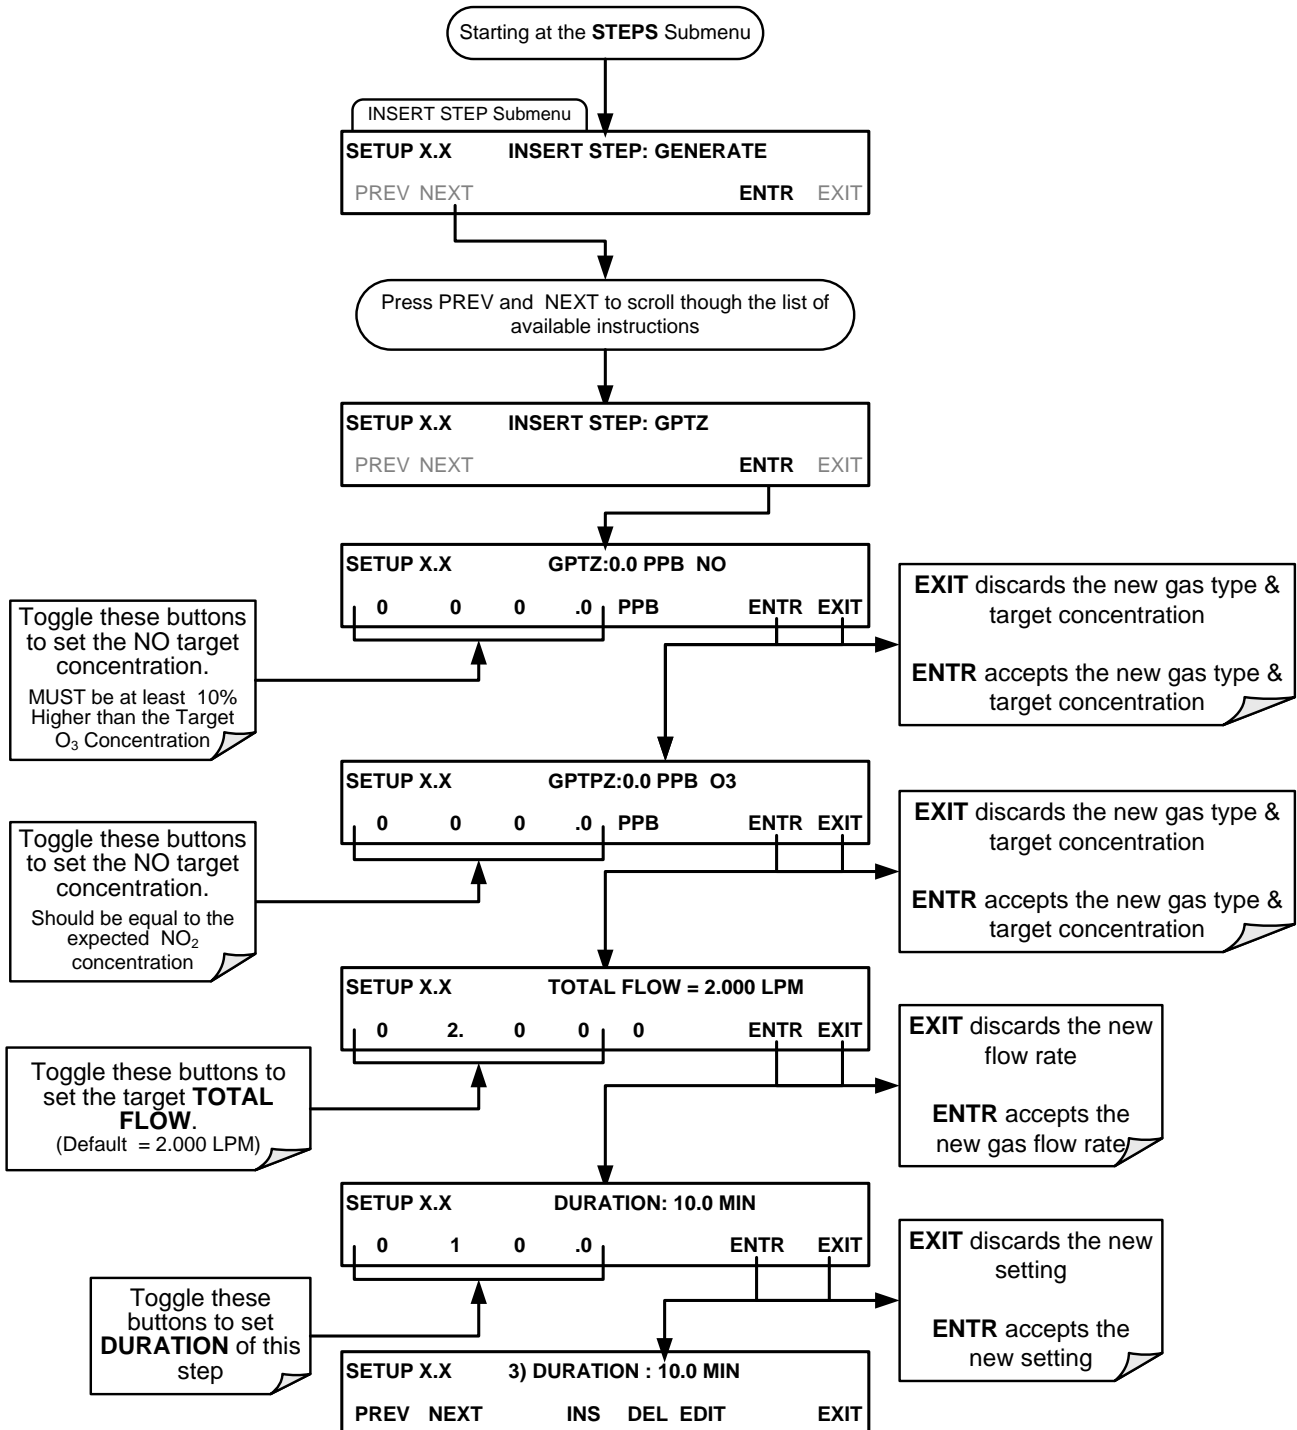 Starting at the STEPS Submenu
INSERT STEP Submenu
SETUP X.X INSERT STEP: GENERATE
PREV NEXT ENTR EXIT
Press PREV and NEXT to scroll though the list of
available instructions
SETUP X.X INSERT STEP: GPTZ
PREV NEXT ENTR EXIT
SETUP X.X GPTZ:0.0 PPB NO
0 0 0 .0 PPB ENTR EXIT
Toggle these buttons
to set the NO target
concentration.
MUST be at least 10%
Higher than the Target
O3 Concentration
EXIT discards the new gas type &
target concentration
ENTR accepts the new gas type &
target concentration
SETUP X.X GPTPZ:0.0 PPB O3
0 0 0 .0 PPB ENTR EXIT
Toggle these buttons
to set the NO target
concentration.
Should be equal to the
expected NO2
concentration
EXIT discards the new gas type &
target concentration
ENTR accepts the new gas type &
target concentration
SETUP X.X TOTAL FLOW = 2.000 LPM
0 2. 0 0 0 ENTR EXIT
Toggle these buttons to
set the target TOTAL
FLOW.
(Default = 2.000 LPM)
EXIT discards the new
flow rate
ENTR accepts the
new gas flow rate
SETUP X.X DURATION: 10.0 MIN
0 1 0 .0 ENTR EXIT
Toggle these
buttons to set
DURATION of this
step
EXIT discards the new
setting
ENTR accepts the
new setting
SETUP X.X 3) DURATION : 10.0 MIN
PREV NEXT INS DEL EDIT EXIT